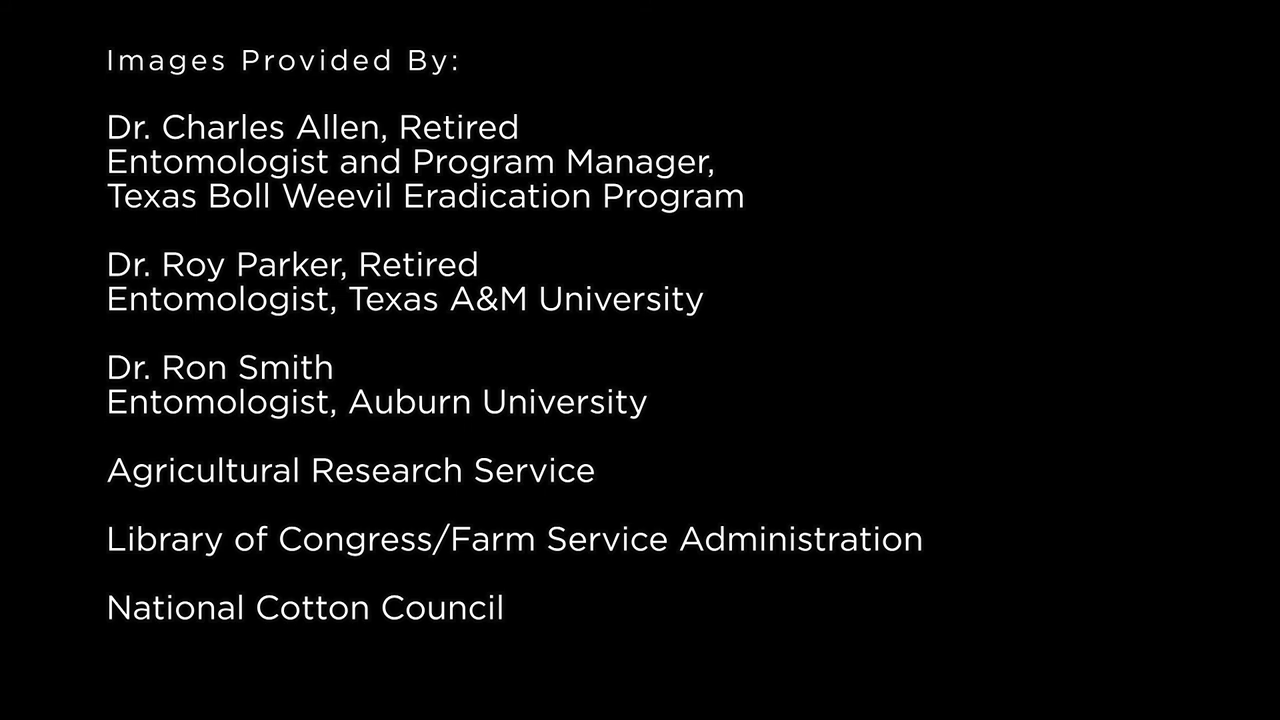 Images Provided By:
Dr. Charles Allen, Retired
Entomologist and Program Manager,
Texas Boll Weevil Eradication Program
Dr. Roy Parker, Retired
Entomologist, Texas A&M University
Dr. Ron Smith
Entomologist, Auburn University
Agricultural Research Service
Library of Congress/Farm Service Administration
National Cotton Council